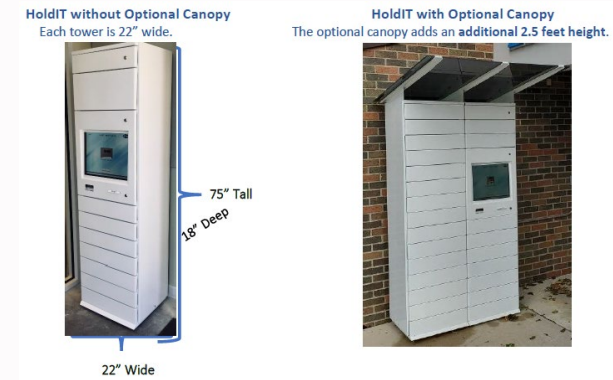 HoldIT without Optional Canopy
Each tower is 22” wide.
75” Tall
18” Deep
22” Wide
HoldIT with Optional Canopy
The optional canopy adds an additional 2.5 feet height.